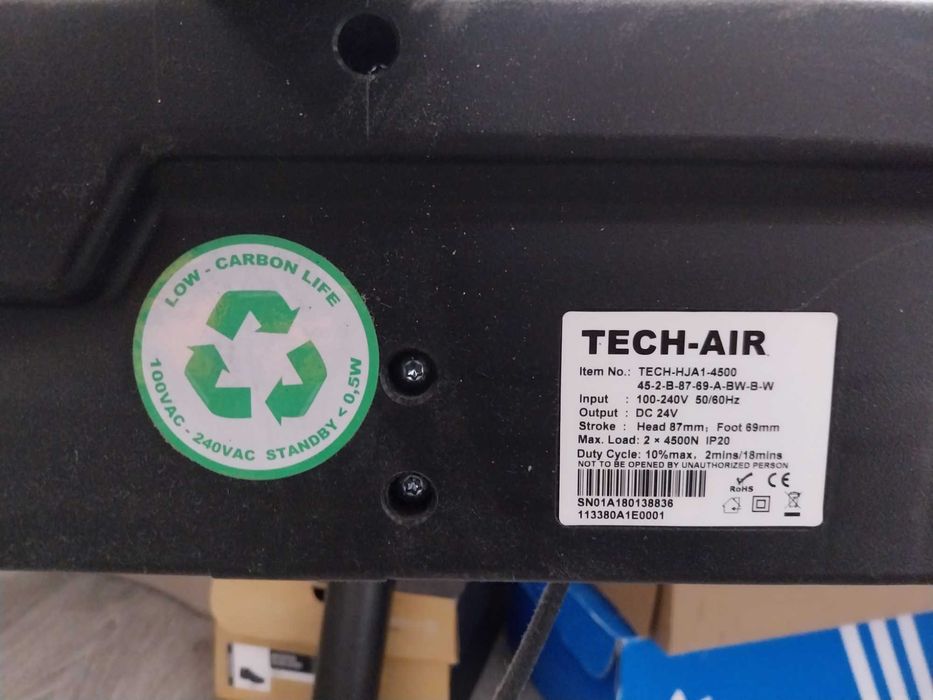 LOW - CARBON LIFE
100VAC - 240VAC STANDBY < 0,5W
TECH-AIR
Item No.: TECH-HJA1-4500
45-2-B-87-69-A-BW-B-W
Input : 100-240V 50/60Hz
Output : DC 24V
Stroke : Head 87mm; Foot 69mm
Max. Load: 2 × 4500N IP20
Duty Cycle: 10%max, 2mins/18mins
NOT TO BE OPENED BY UNAUTHORIZED PERSON
RoHS CE
SN01A180138836
113380A1E0001